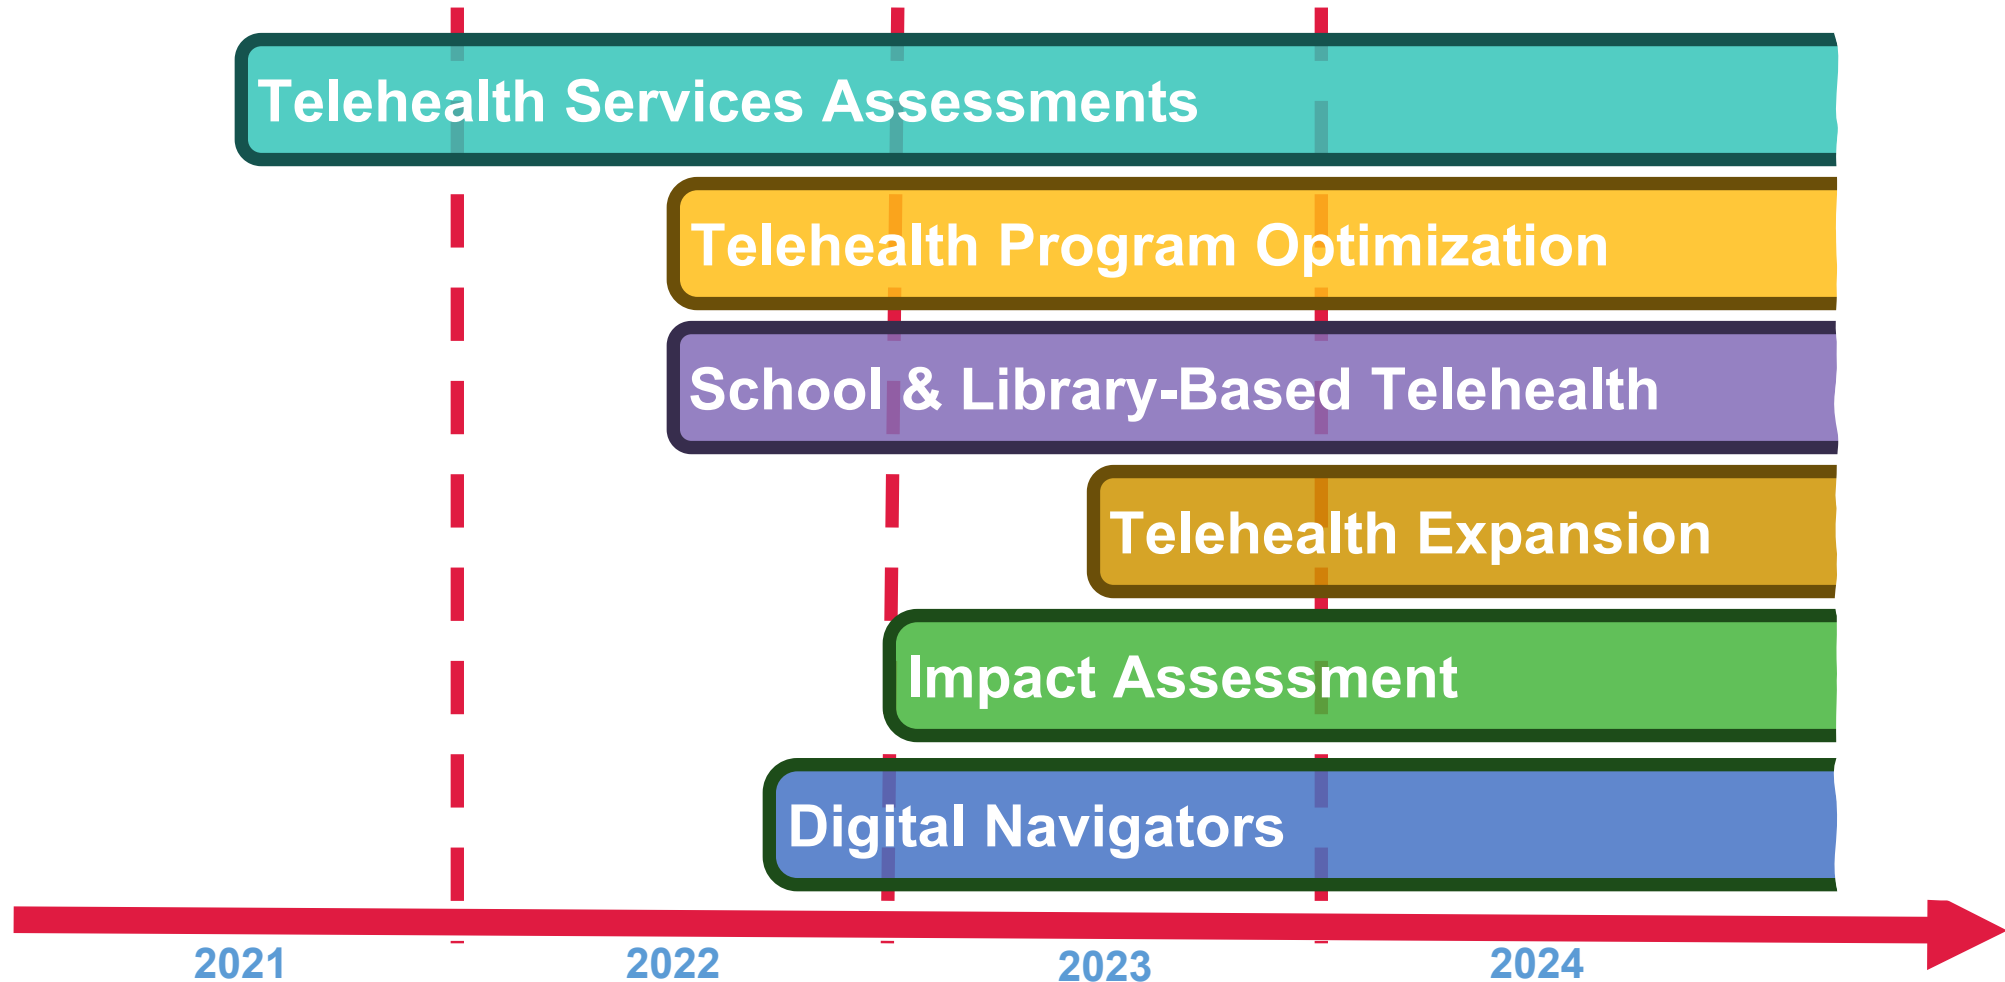 Telehealth Services Assessments
Telehealth Program Optimization
School & Library-Based Telehealth
Telehealth Expansion
Impact Assessment
Digital Navigators
2021 2022 2023 2024